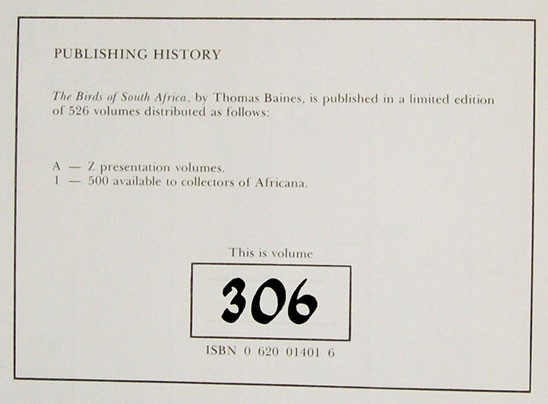 PUBLISHING HISTORY
The Birds of South Africa, by Thomas Baines, is published in a limited edition
of 526 volumes distributed as follows:
A — Z presentation volumes.
1 — 500 available to collectors of Africana.
This is volume
306
ISBN 0 620 01401 6